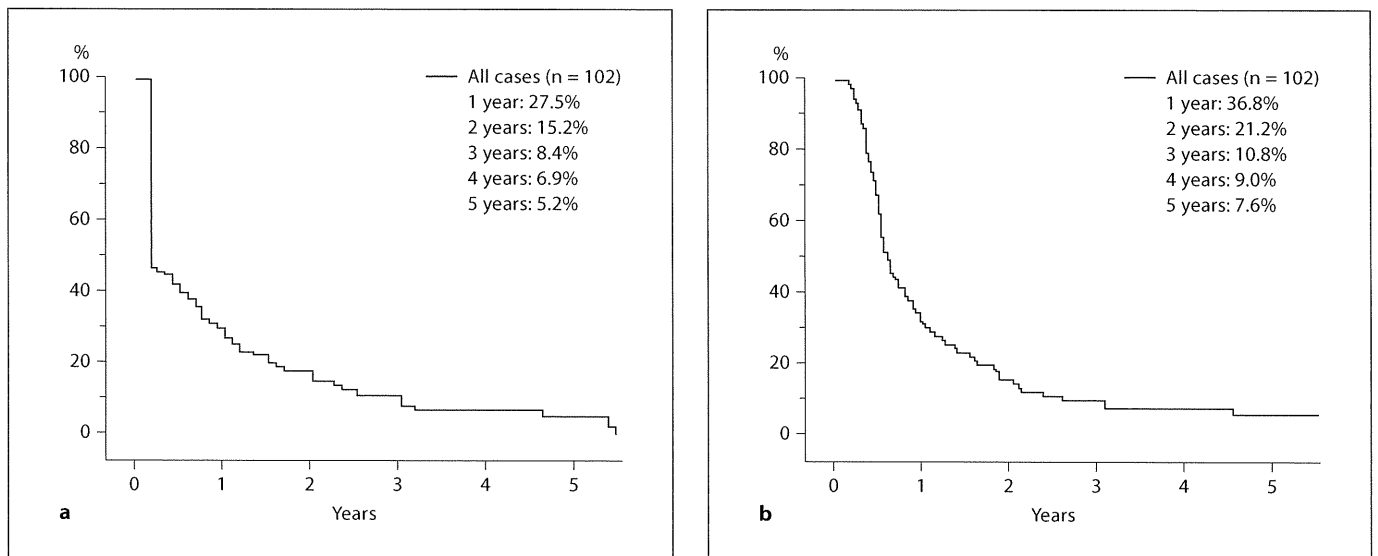 %
100
80
60
40
20
0
0 1 2 3 4 5
Years
All cases (n = 102)
1 year: 27.5%
2 years: 15.2%
3 years: 8.4%
4 years: 6.9%
5 years: 5.2%
a
%
100
80
60
40
20
0
0 1 2 3 4 5
Years
All cases (n = 102)
1 year: 36.8%
2 years: 21.2%
3 years: 10.8%
4 years: 9.0%
5 years: 7.6%
b